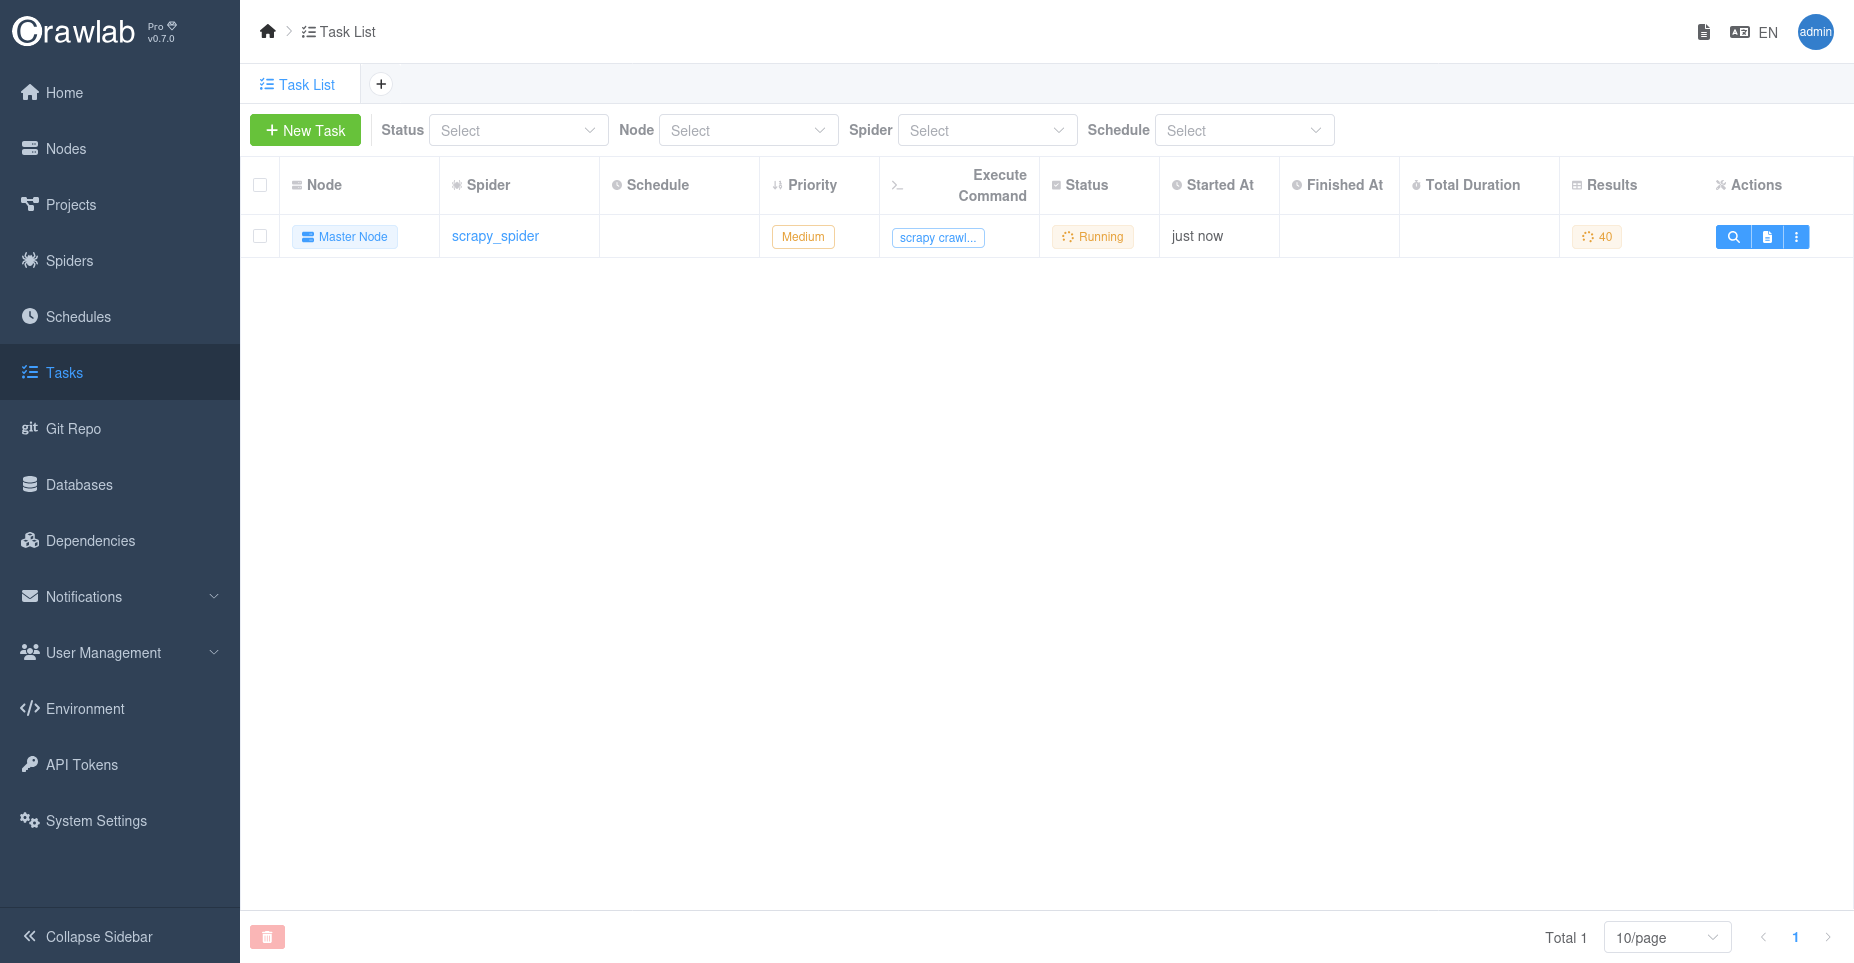 Crawlab
Pro
v0.7.0
Home
Nodes
Projects
Spiders
Schedules
Tasks
git Git Repo
Databases
Dependencies
Notifications
User Management
Environment
API Tokens
System Settings
Collapse Sidebar
Task List
EN
admin
Task List
New Task
Status Select
Node Select
Spider Select
Schedule Select
Node Spider Schedule Priority Execute Command Status Started At Finished At Total Duration Results Actions
Master Node scrapy_spider Medium scrapy crawl... Running just now 40
Total 1 10/page 1